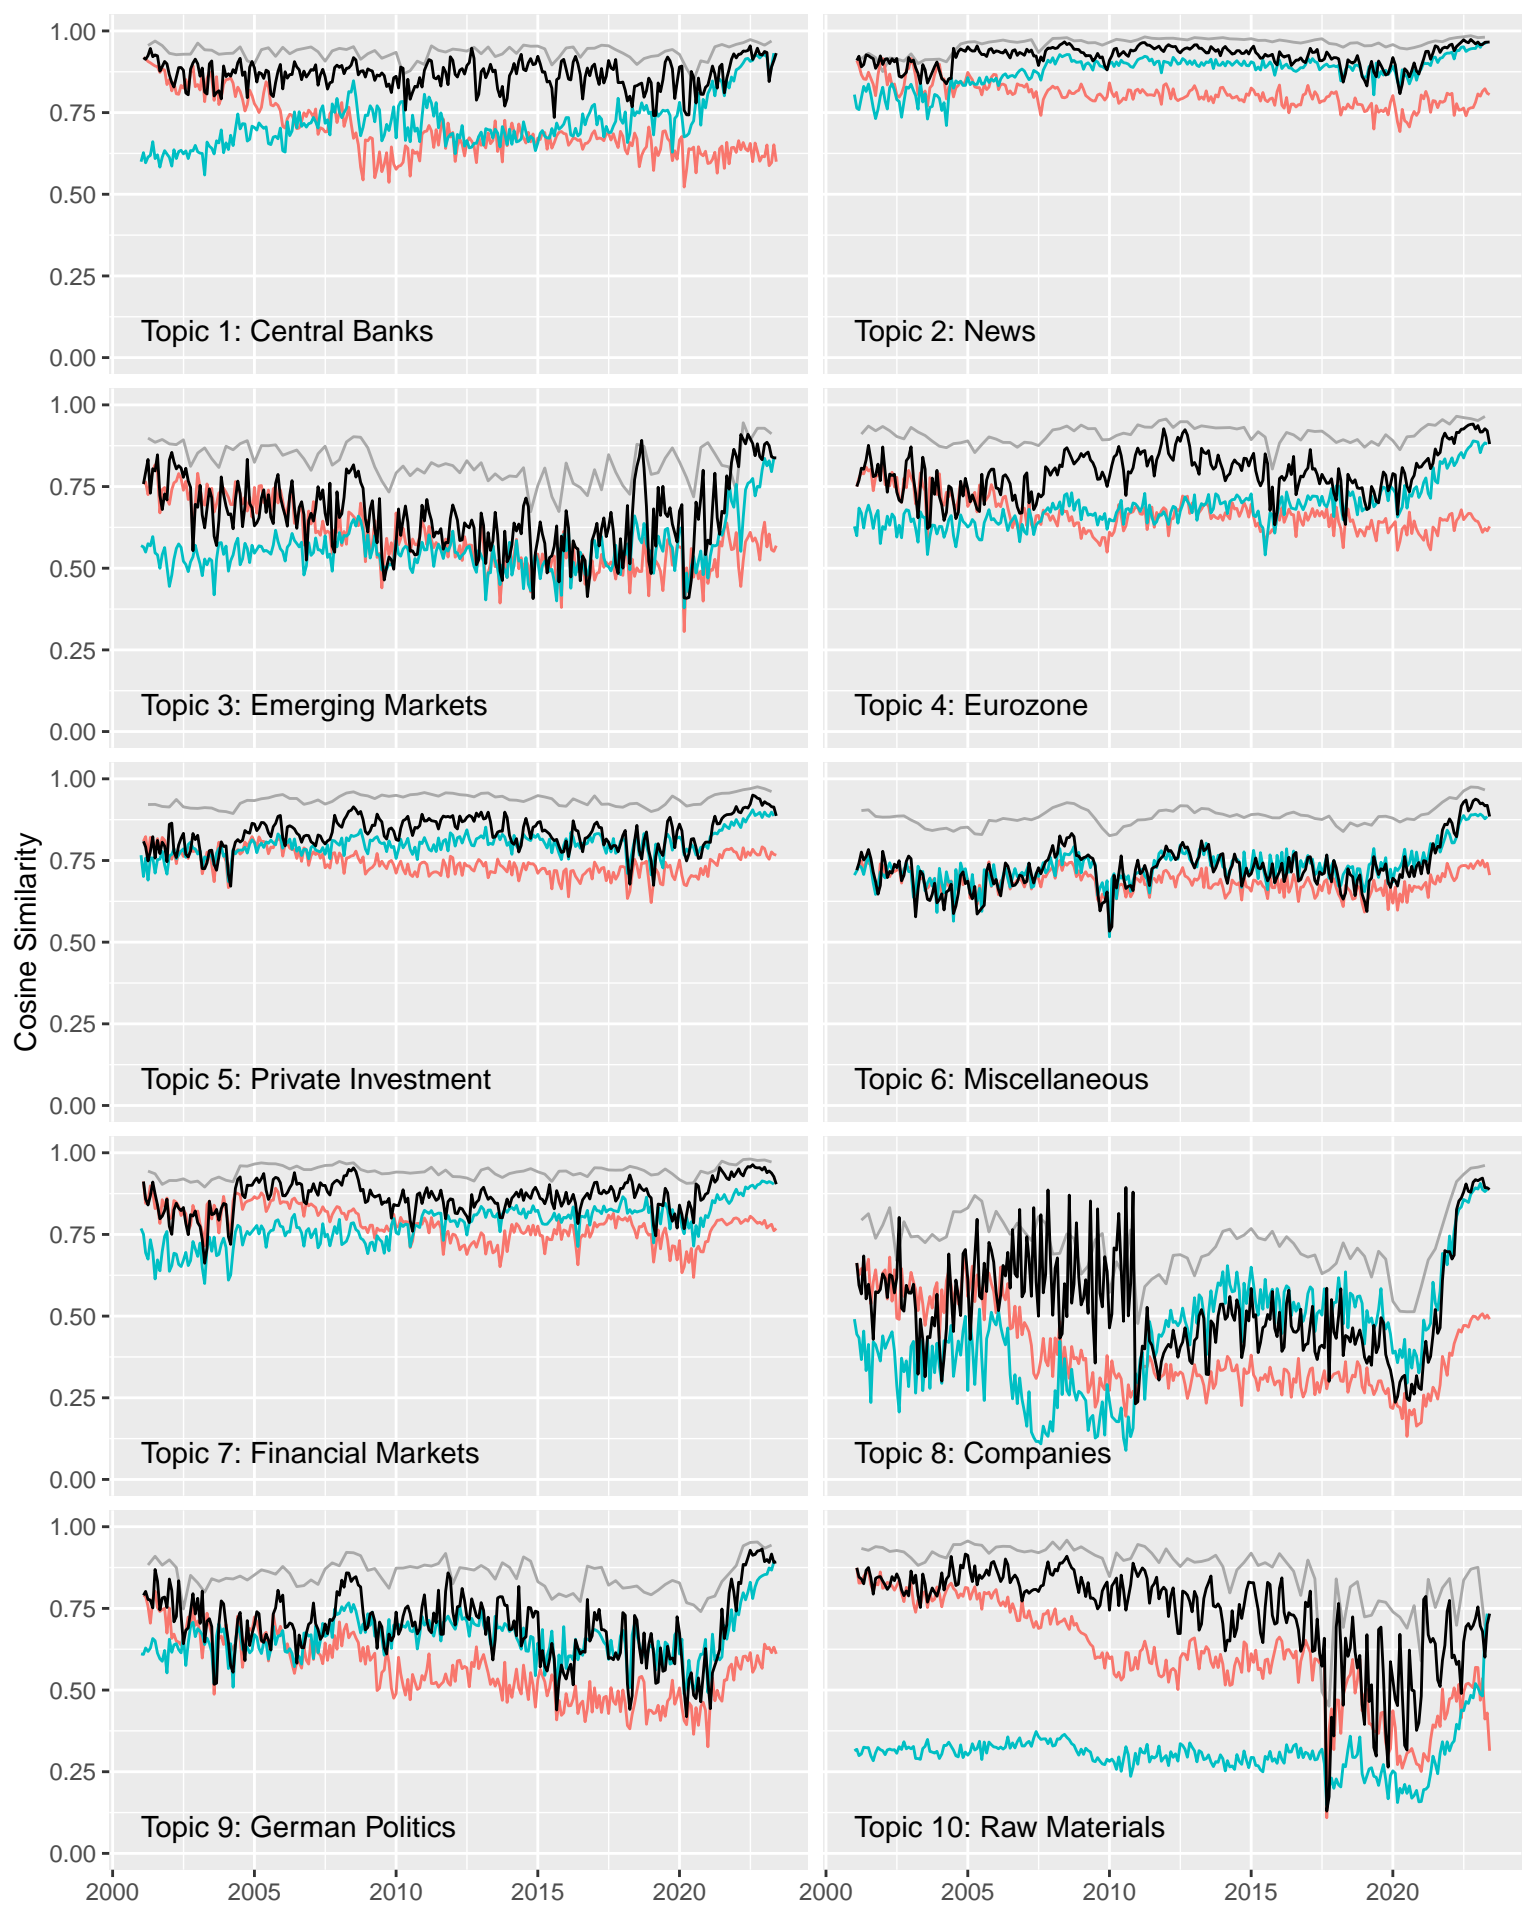 Cosine Similarity
1.00
0.75
0.50
0.25
0.00
Topic 1: Central Banks
Topic 2: News
1.00
0.75
0.50
0.25
0.00
Topic 3: Emerging Markets
Topic 4: Eurozone
1.00
0.75
0.50
0.25
0.00
Topic 5: Private Investment
Topic 6: Miscellaneous
1.00
0.75
0.50
0.25
0.00
Topic 7: Financial Markets
Topic 8: Companies
1.00
0.75
0.50
0.25
0.00
Topic 9: German Politics
Topic 10: Raw Materials
2000 2005 2010 2015 2020 2000 2005 2010 2015 2020